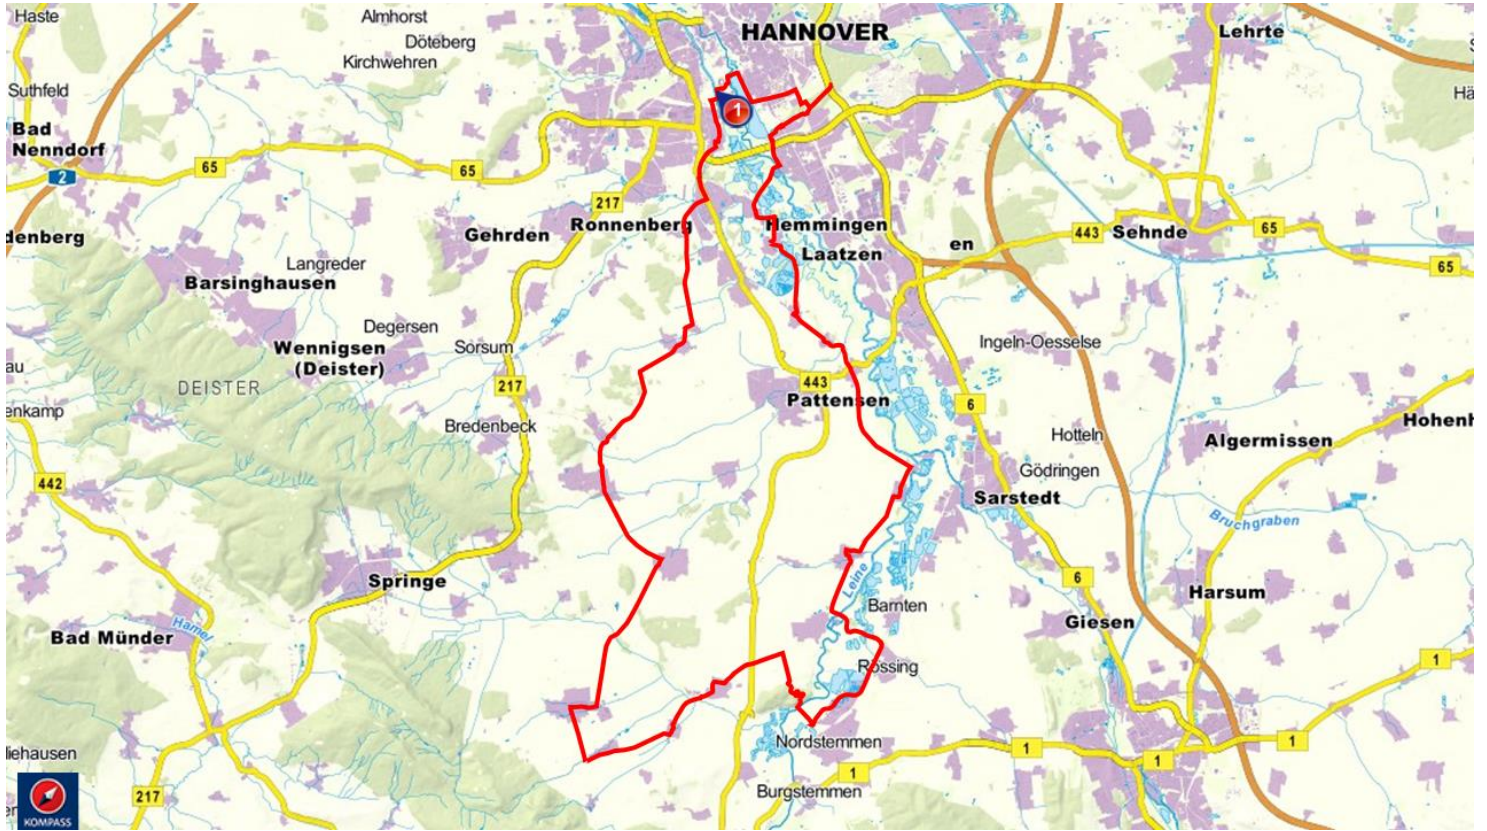 Haste
Almhorst
HANNOVER
Lehrte
Döteberg
Kirchwehren
Suthfeld
Bad
Nenndorf
2
65
65
1
217
Ronnenberg
Hemmingen
443
Sehnde
65
denberg
Gehrden
en
Langreder
Laatzen
65
Barsinghausen
Degersen
Ingeln-Oesselse
Wennigsen
(Deister)
Sorsum
au
DEISTER
217
443
Pattensen
6
enkamp
Bredenbeck
Hotteln
Algermissen
Hohenh
Gödringen
442
Sarstedt
Bruchgraben
Springe
Leine
6
Harsum
Barnten
Bad Münder
Hamel
Giesen
Rössing
1
liehausen
Nordstemmen
1
1
1
1
217
Burgstemmen
KOMPASS